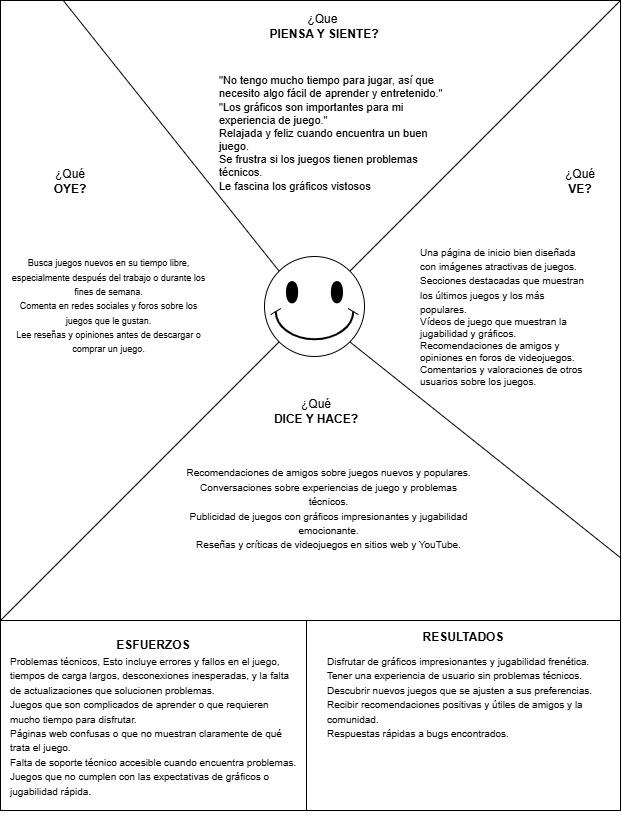 ¿Que
PIENSA Y SIENTE?
"No tengo mucho tiempo para jugar, así que
necesito algo fácil de aprender y entretenido."
"Los gráficos son importantes para mi
experiencia de juego."
Relajada y feliz cuando encuentra un buen
juego.
Se frustra si los juegos tienen problemas
técnicos.
Le fascina los gráficos vistosos
¿Qué
OYE?
Busca juegos nuevos en su tiempo libre,
especialmente después del trabajo o durante los
fines de semana.
Comenta en redes sociales y foros sobre los
juegos que le gustan.
Lee reseñas y opiniones antes de descargar o
comprar un juego.
¿Qué
VE?
Una página de inicio bien diseñada
con imágenes atractivas de juegos.
Secciones destacadas que muestran
los últimos juegos y los más
populares.
Vídeos de juego que muestran la
jugabilidad y gráficos.
Recomendaciones de amigos y
opiniones en foros de videojuegos.
Comentarios y valoraciones de otros
usuarios sobre los juegos.
¿Qué
DICE Y HACE?
Recomendaciones de amigos sobre juegos nuevos y populares.
Conversaciones sobre experiencias de juego y problemas
técnicos.
Publicidad de juegos con gráficos impresionantes y jugabilidad
emocionante.
Reseñas y críticas de videojuegos en sitios web y YouTube.
ESFUERZOS
Problemas técnicos, Esto incluye errores y fallos en el juego,
tiempos de carga largos, desconexiones inesperadas, y la falta
de actualizaciones que solucionen problemas.
Juegos que son complicados de aprender o que requieren
mucho tiempo para disfrutar.
Páginas web confusas o que no muestran claramente de qué
trata el juego.
Falta de soporte técnico accesible cuando encuentra problemas.
Juegos que no cumplen con las expectativas de gráficos o
jugabilidad rápida.
RESULTADOS
Disfrutar de gráficos impresionantes y jugabilidad frenética.
Tener una experiencia de usuario sin problemas técnicos.
Descubrir nuevos juegos que se ajusten a sus preferencias.
Recibir recomendaciones positivas y útiles de amigos y la
comunidad.
Respuestas rápidas a bugs encontrados.